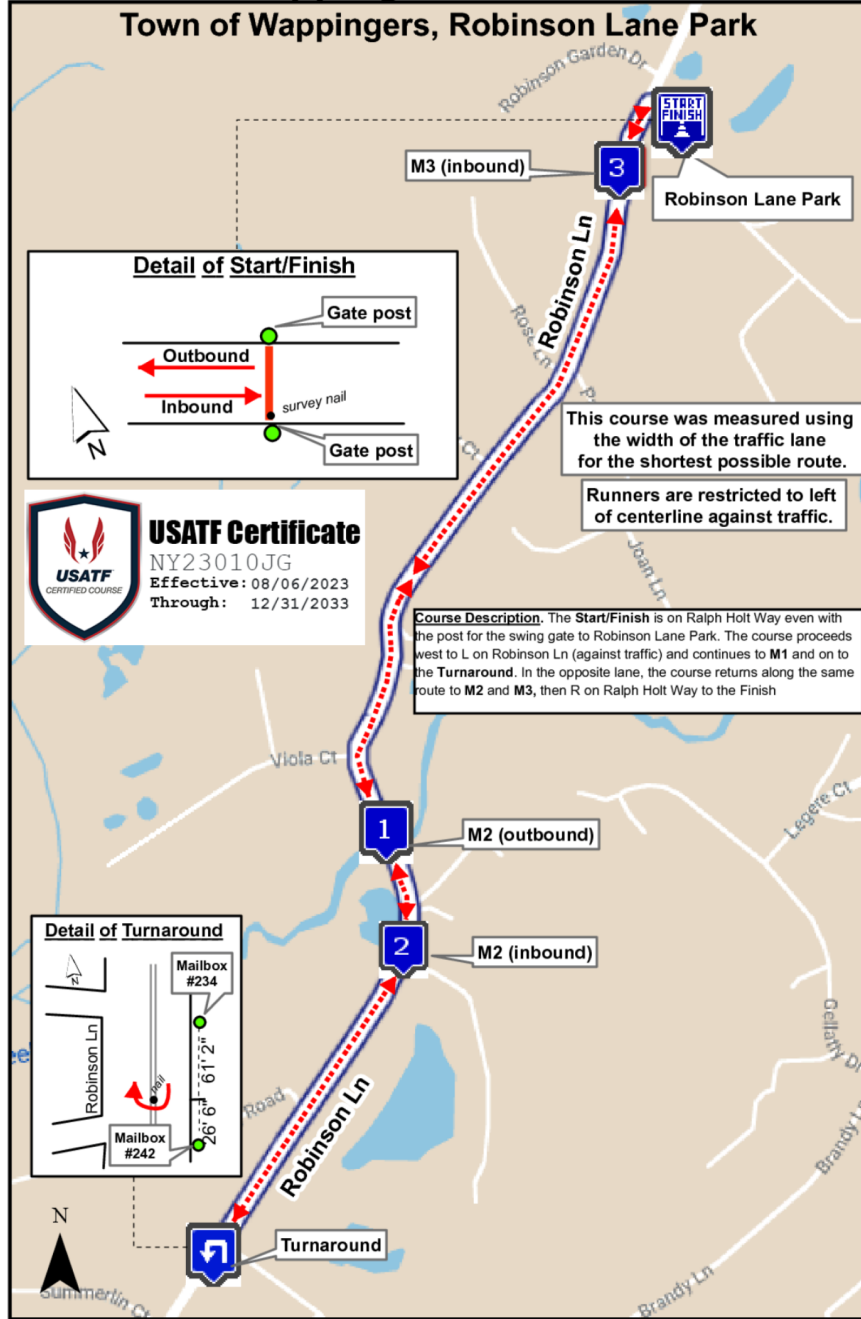 Town of Wappingers, Robinson Lane Park
Robinson Garden Dr
START
FINISH
M3 (inbound)
3
Robinson Lane Park
Robinson Ln
Detail of Start/Finish
Gate post
Outbound
Inbound
survey nail
Gate post
N
Ct
This course was measured using
the width of the traffic lane
for the shortest possible route.
Runners are restricted to left
of centerline against traffic.
USATF
CERTIFIED COURSE
USATF Certificate
NY23010JG
Effective: 08/06/2023
Through: 12/31/2033
Joan Ln
Course Description. The Start/Finish is on Ralph Holt Way even with
the post for the swing gate to Robinson Lane Park. The course proceeds
west to L on Robinson Ln (against traffic) and continues to M1 and on to
the Turnaround. In the opposite lane, the course returns along the same
route to M2 and M3, then R on Ralph Holt Way to the Finish
Viola Ct
Legere Ct
1
M2 (outbound)
2
M2 (inbound)
Detail of Turnaround
N
Mailbox
#234
Robinson Ln
nail
61' 2"
26' 6"
Mailbox
#242
Road
Robinson Ln
Brandy Ln
N
Turnaround
Summerlin Ct
Brandy Ln